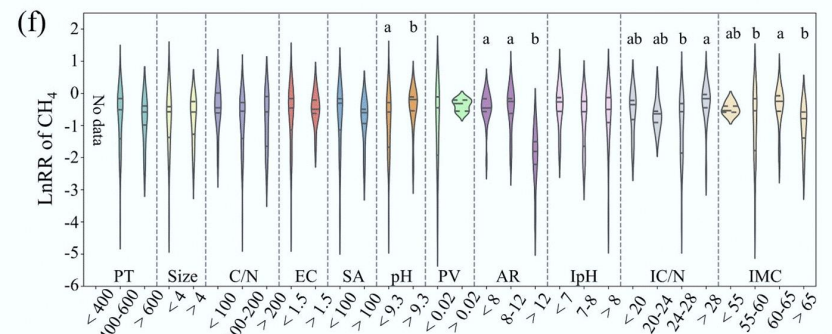 (f)
LnRR of CH4
2
1
0
-1
-2
-3
-4
-5
-6
No data
a b
a a b
ab ab b a
ab b a b
PT Size C/N EC SA pH PV AR IpH IC/N IMC
< 400 400-600 > 600 < 4 > 4 < 100 100-200 > 200 < 1.5 > 1.5 < 100 > 100 < 9.3 > 9.3 < 0.02 > 0.02 < 8 8-12 > 12 < 7 7-8 > 8 < 20 20-24 24-28 > 28 < 55 55-60 60-65 > 65